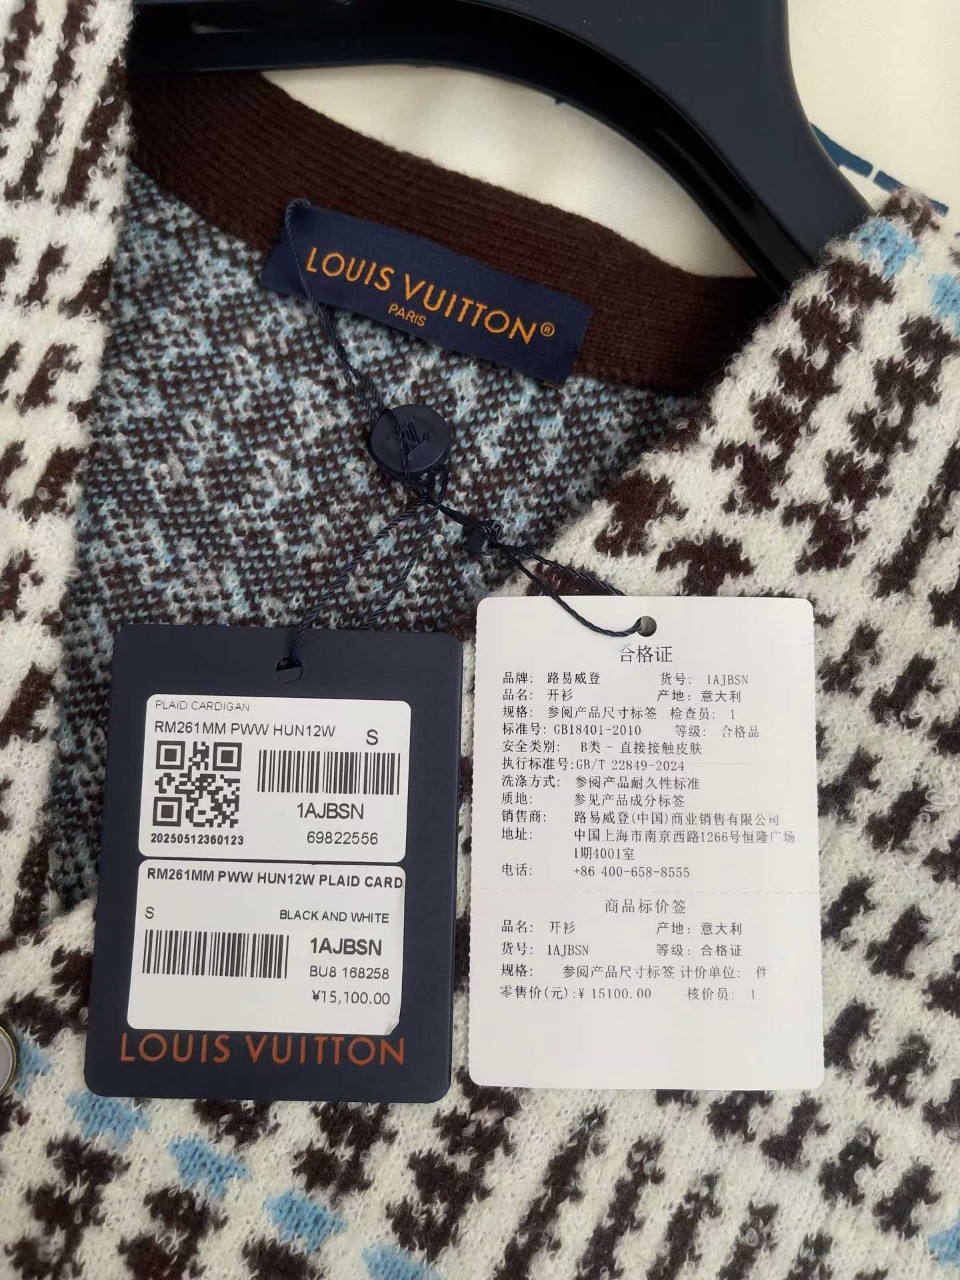 LOUIS VUITTON®
PARIS
PLAID CARDIGAN
RM261MM PWW HUN12W
S
1AJBSN
20250512360123
69822556
RM261MM PWW HUN12W PLAID CARD
S
BLACK AND WHITE
1AJBSN
BU8 168258
¥15,100.00
LOUIS VUITTON
合格证
品牌: 路易威登 货号: 1AJBSN
品名: 开衫 产地: 意大利
规格: 参阅产品尺寸标签 检查员: 1
标准号: GB18401-2010 等级: 合格品
安全类别: B类 - 直接接触皮肤
执行标准号:GB/T 22849-2024
洗涤方式: 参阅产品耐久性标准
质地: 参见产品成分标签
销售商: 路易威登(中国)商业销售有限公司
地址: 中国上海市南京西路1266号恒隆广场
1期4001室
电话: +86 400-658-8555
商品标价签
品名: 开衫 产地: 意大利
货号: 1AJBSN 等级: 合格证
规格: 参阅产品尺寸标签 计价单位: 件
零售价(元):¥ 15100.00 核价员: 1